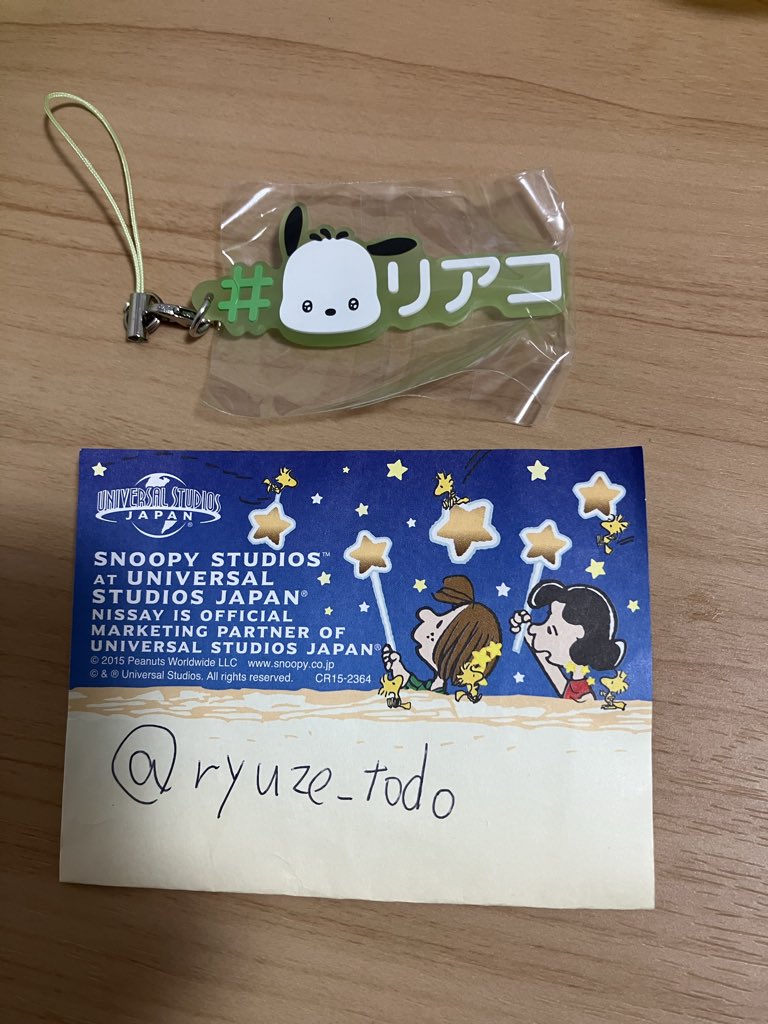 #リアコ
UNIVERSAL STUDIOS
JAPAN®
SNOOPY STUDIOS™
AT UNIVERSAL
STUDIOS JAPAN®
NISSAY IS OFFICIAL
MARKETING PARTNER OF
UNIVERSAL STUDIOS JAPAN®
© 2015 Peanuts Worldwide LLC www.snoopy.co.jp
© & ® Universal Studios. All rights reserved. CR15-2364
@ryuze_todo